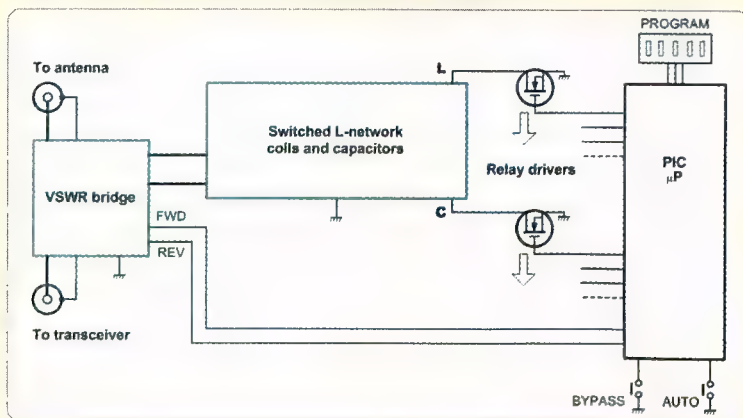 PROGRAM
To antenna
L
Switched L-network
coils and capacitors
Relay drivers
PIC
µP
VSWR bridge
FWD
REV
C
To transceiver
BYPASS
AUTO